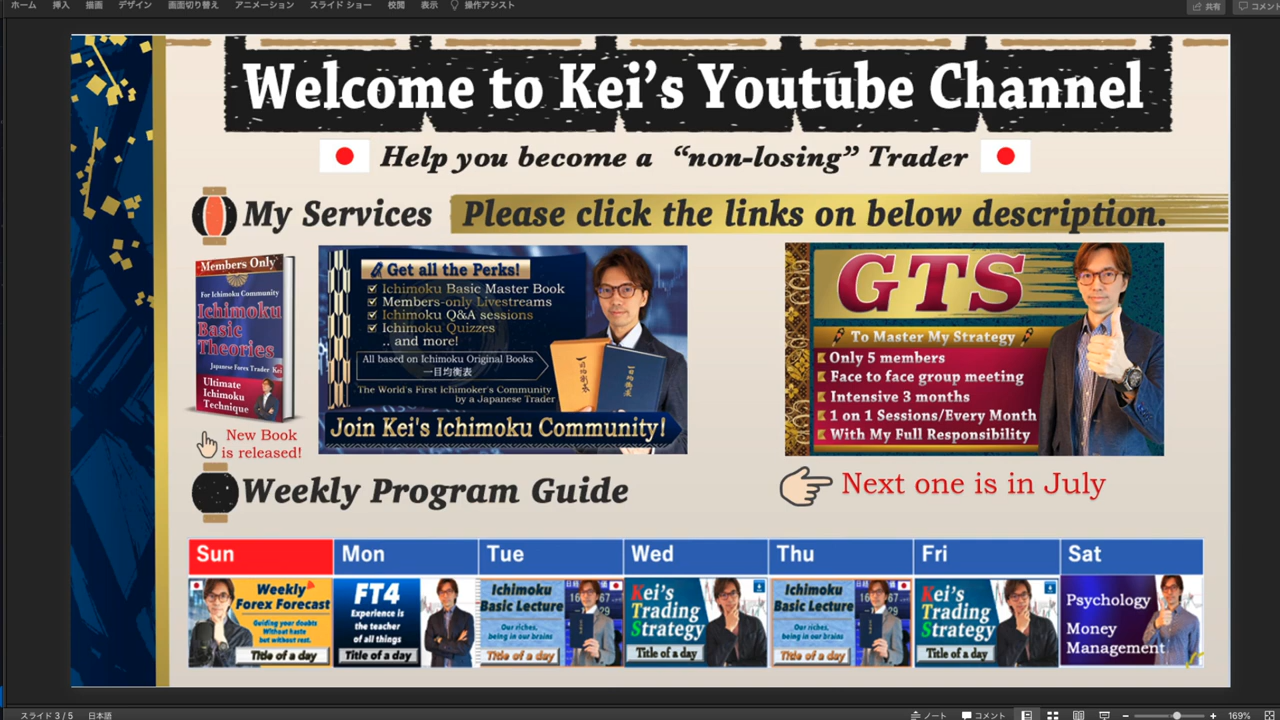 ホーム 挿入 描画 デザイン 画面切り替え アニメーション スライド ショー 校閲 表示 操作アシスト 共有 コメント
Welcome to Kei's Youtube Channel
Help you become a “non-losing” Trader
My Services Please click the links on below description.
Members Only
For Ichimoku Community
Ichimoku
Basic
Theories
Japanese Forex Trader Kei
Ultimate
Ichimoku
Technique
New Book
is released!
Get all the Perks!
Ichimoku Basic Master Book
Members-only Livestreams
Ichimoku Q&A sessions
Ichimoku Quizzes
.. and more!
All based on Ichimoku Original Books
一目均衡表
The World's First Ichimoker's Community
by a Japanese Trader
Join Kei's Ichimoku Community!
GTS
To Master My Strategy
Only 5 members
Face to face group meeting
Intensive 3 months
1 on 1 Sessions/Every Month
With My Full Responsibility
Next one is in July
Weekly Program Guide
Sun Mon Tue Wed Thu Fri Sat
Weekly
Forex Forecast
Guiding your doubts
Without haste
but without rest.
Title of a day
FT4
Experience is
the teacher
of all things
Title of a day
Ichimoku
Basic Lecture
Our riches,
being in our brains
Title of a day
Kei's
Trading
Strategy
Title of a day
Ichimoku
Basic Lecture
Our riches,
being in our brains
Title of a day
Kei's
Trading
Strategy
Title of a day
Psychology
Money
Management
スライド 3 / 5 日本語 ノート コメント 169%